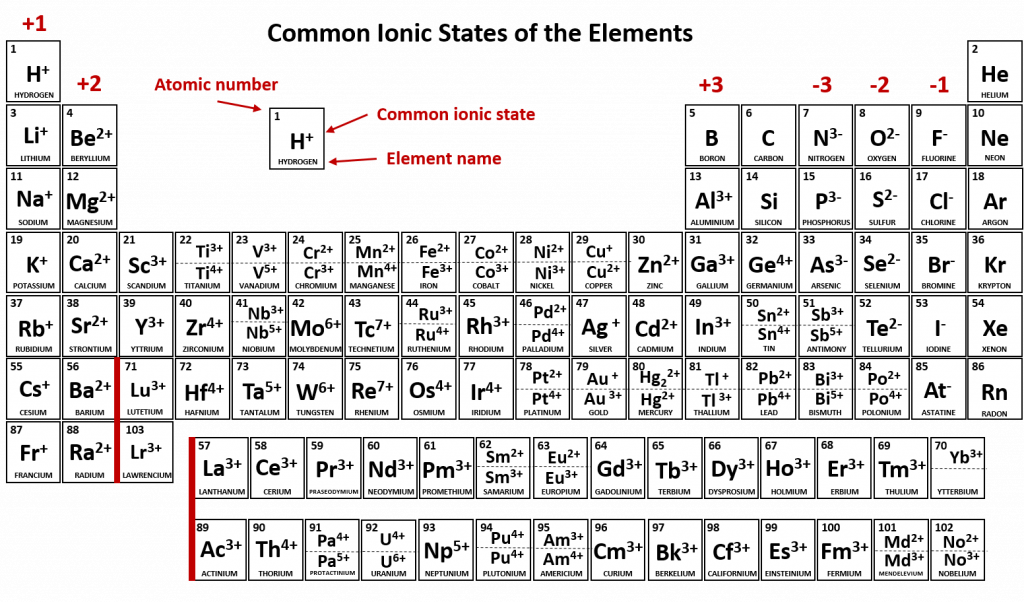 Common Ionic States of the Elements
+1
+2
+3
-3
-2
-1
Atomic number
Common ionic state
Element name
1
H+
HYDROGEN
1
H+
HYDROGEN
2
He
HELIUM
3
Li+
LITHIUM
4
Be2+
BERYLLIUM
5
B
BORON
6
C
CARBON
7
N3-
NITROGEN
8
O2-
OXYGEN
9
F-
FLUORINE
10
Ne
NEON
11
Na+
SODIUM
12
Mg2+
MAGNESIUM
13
Al3+
ALUMINIUM
14
Si
SILICON
15
P3-
PHOSPHORUS
16
S2-
SULFUR
17
Cl-
CHLORINE
18
Ar
ARGON
19
K+
POTASSIUM
20
Ca2+
CALCIUM
21
Sc3+
SCANDIUM
22
Ti3+
Ti4+
TITANIUM
23
V3+
V5+
VANADIUM
24
Cr2+
Cr3+
CHROMIUM
25
Mn2+
Mn4+
MANGANESE
26
Fe2+
Fe3+
IRON
27
Co2+
Co3+
COBALT
28
Ni2+
Ni3+
NICKEL
29
Cu+
Cu2+
COPPER
30
Zn2+
ZINC
31
Ga3+
GALLIUM
32
Ge4+
GERMANIUM
33
As3-
ARSENIC
34
Se2-
SELENIUM
35
Br-
BROMINE
36
Kr
KRYPTON
37
Rb+
RUBIDIUM
38
Sr2+
STRONTIUM
39
Y3+
YTTRIUM
40
Zr4+
ZIRCONIUM
41
Nb3+
Nb5+
NIOBIUM
42
Mo6+
MOLYBDENUM
43
Tc7+
TECHNETIUM
44
Ru3+
Ru4+
RUTHENIUM
45
Rh3+
RHODIUM
46
Pd2+
Pd4+
PALLADIUM
47
Ag +
SILVER
48
Cd2+
CADMIUM
49
In3+
INDIUM
50
Sn2+
Sn4+
TIN
51
Sb3+
Sb5+
ANTIMONY
52
Te2-
TELLURIUM
53
I-
IODINE
54
Xe
XENON
55
Cs+
CESIUM
56
Ba2+
BARIUM
71
Lu3+
LUTETIUM
72
Hf4+
HAFNIUM
73
Ta5+
TANTALUM
74
W6+
TUNGSTEN
75
Re7+
RHENIUM
76
Os4+
OSMIUM
77
Ir4+
IRIDIUM
78
Pt2+
Pt4+
PLATINUM
79
Au +
Au 3+
GOLD
80
Hg2 2+
Hg2+
MERCURY
81
Tl +
Tl 3+
THALLIUM
82
Pb2+
Pb4+
LEAD
83
Bi3+
Bi5+
BISMUTH
84
Po2+
Po4+
POLONIUM
85
At-
ASTATINE
86
Rn
RADON
87
Fr+
FRANCIUM
88
Ra2+
RADIUM
103
Lr3+
LAWRENCIUM
57
La3+
LANTHANUM
58
Ce3+
CERIUM
59
Pr3+
PRASEODYMIUM
60
Nd3+
NEODYMIUM
61
Pm3+
PROMETHIUM
62
Sm2+
Sm3+
SAMARIUM
63
Eu2+
Eu3+
EUROPIUM
64
Gd3+
GADOLINIUM
65
Tb3+
TERBIUM
66
Dy3+
DYSPROSIUM
67
Ho3+
HOLMIUM
68
Er3+
ERBIUM
69
Tm3+
THULIUM
70
Yb3+
YTTERBIUM
89
Ac3+
ACTINIUM
90
Th4+
THORIUM
91
Pa4+
Pa5+
PROTACTINIUM
92
U4+
U6+
URANIUM
93
Np5+
NEPTUNIUM
94
Pu4+
Pu4+
PLUTONIUM
95
Am3+
Am4+
AMERICIUM
96
Cm3+
CURIUM
97
Bk3+
BERKELIUM
98
Cf3+
CALIFORNIUM
99
Es3+
EINSTEINIUM
100
Fm3+
FERMIUM
101
Md2+
Md3+
MENDELEVIUM
102
No2+
No3+
NOBELIUM